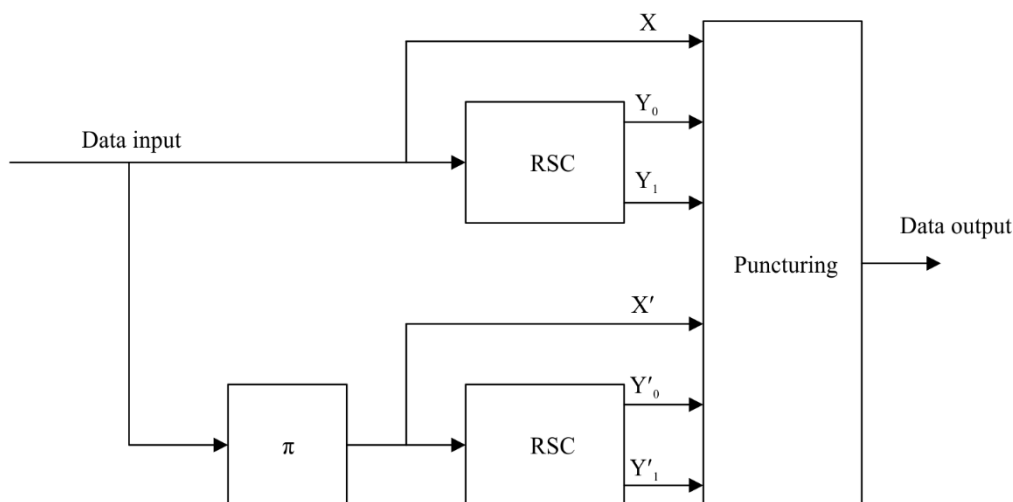 X
Y₀
Data input
RSC
Y₁
Data output
Puncturing
X′
Y′₀
π
RSC
Y′₁